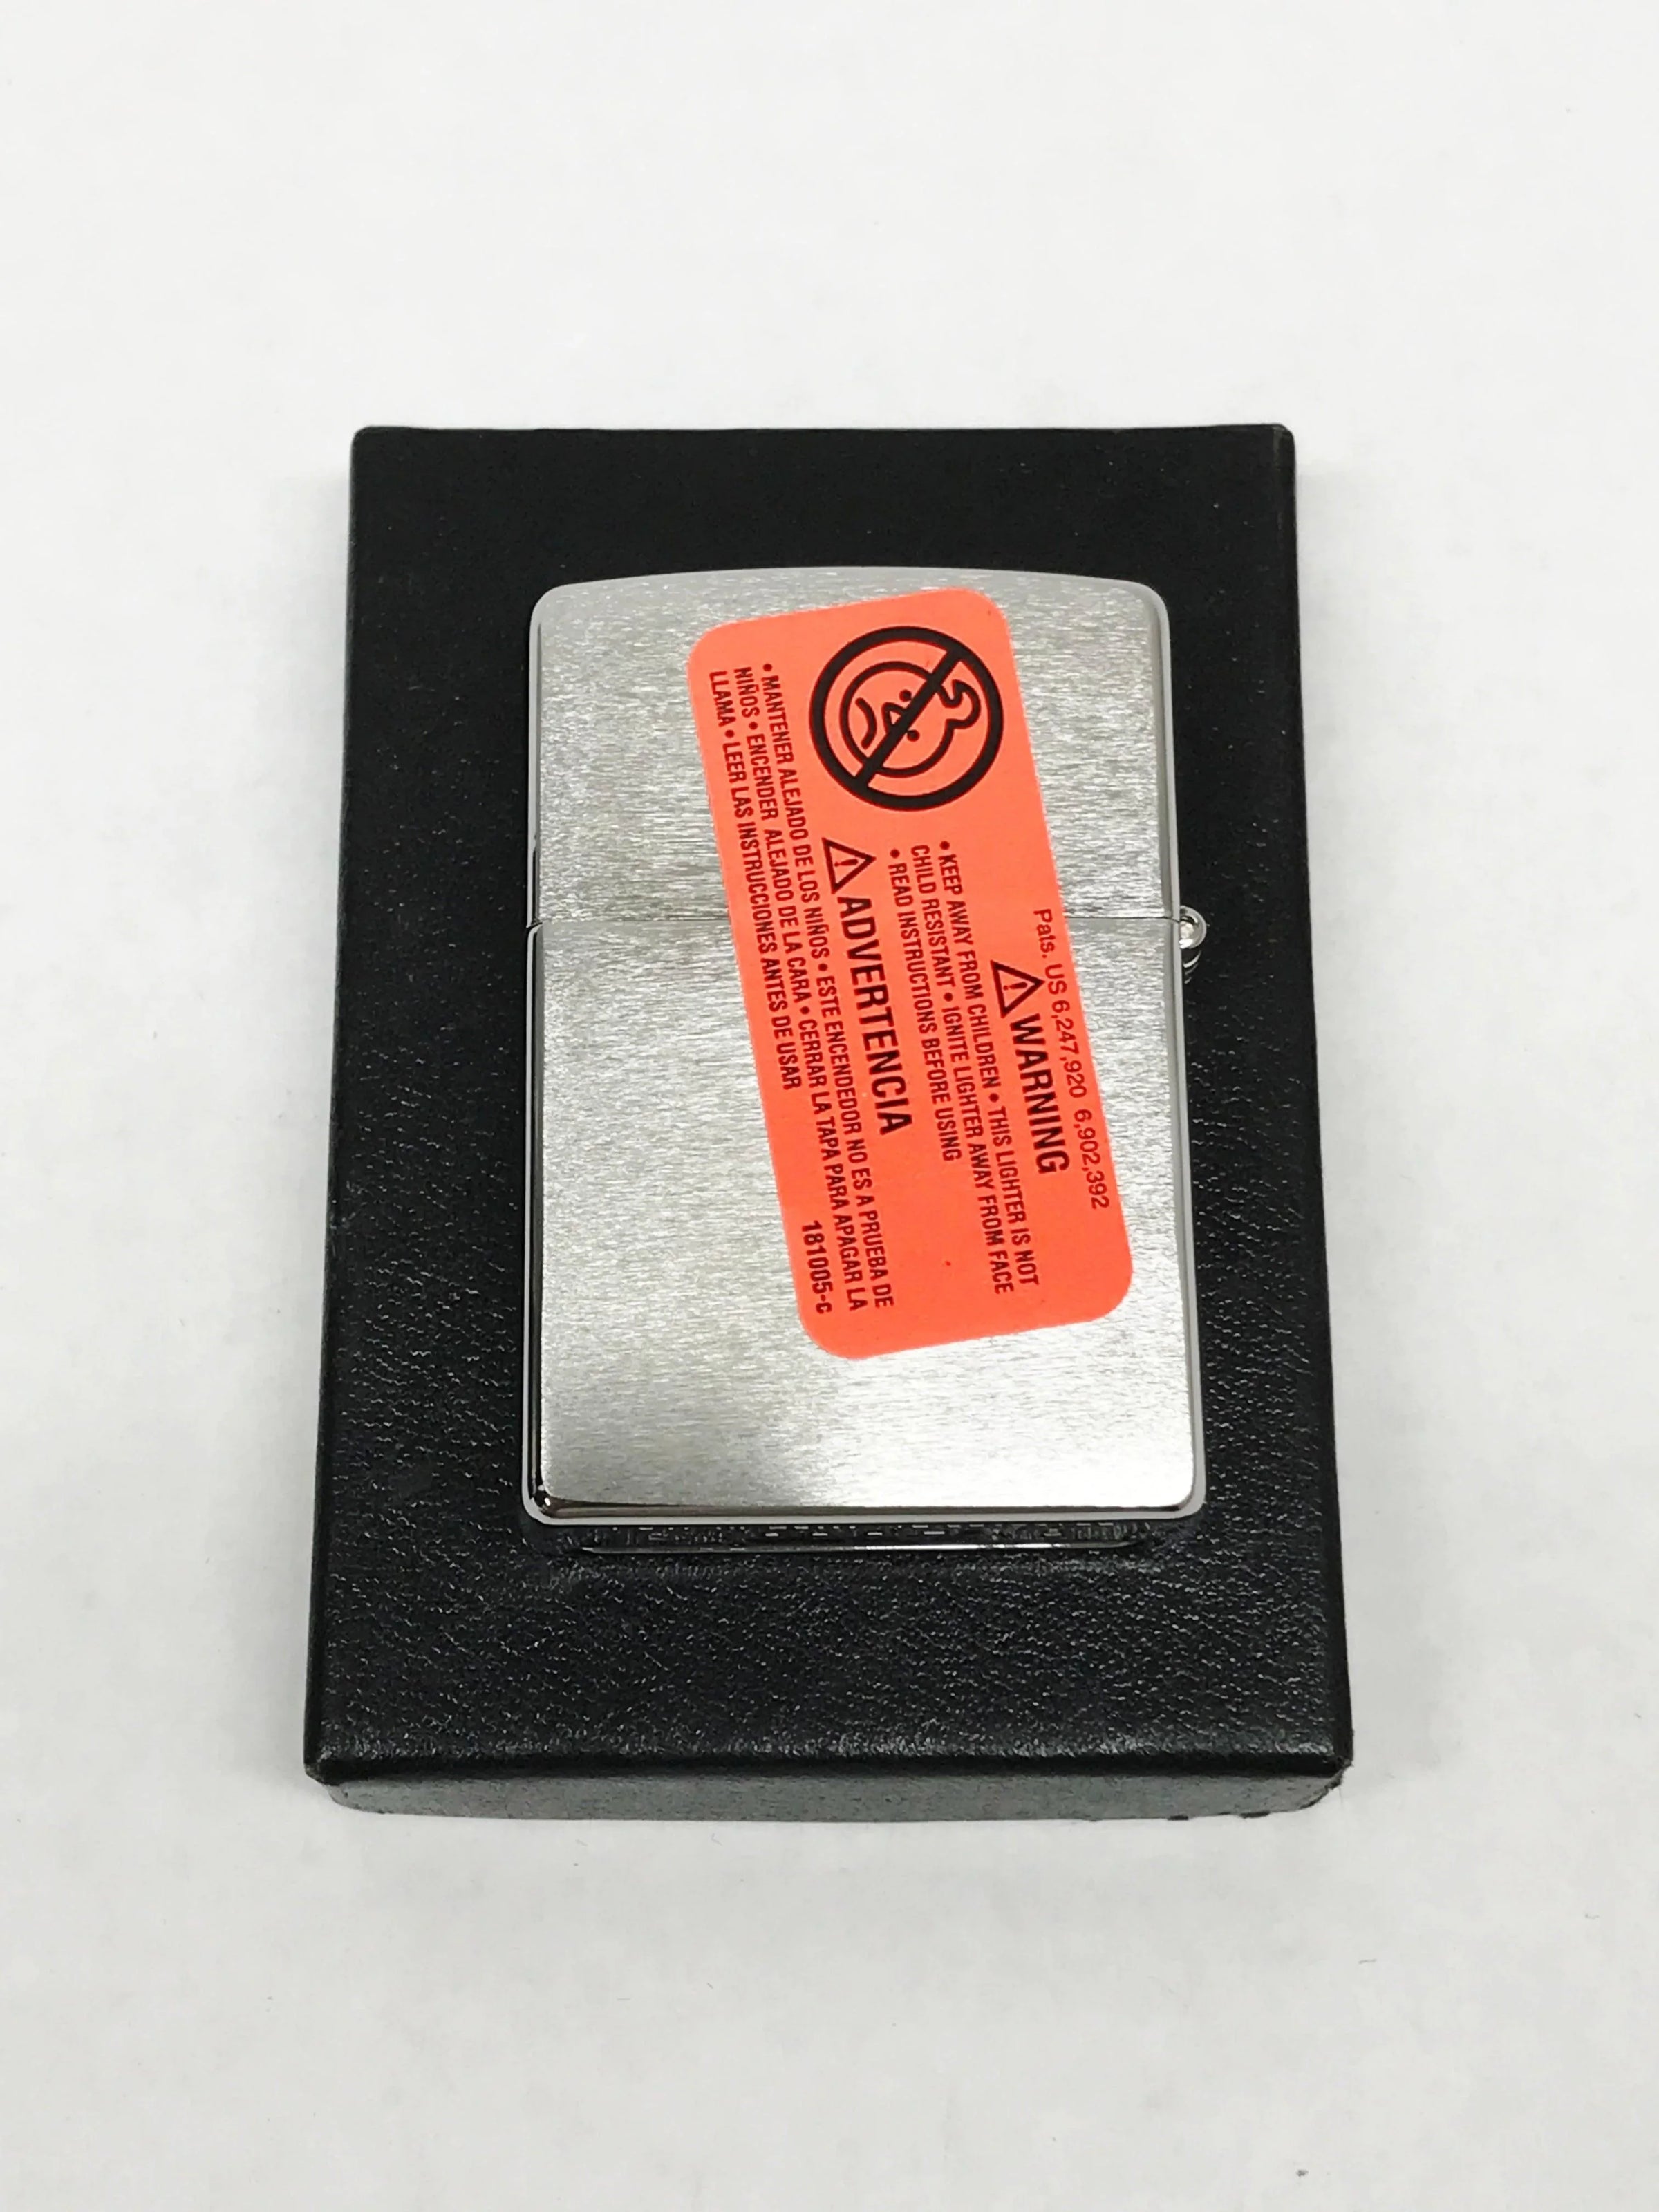 Pats. US 6,247,920 6,902,392
WARNING
• KEEP AWAY FROM CHILDREN • THIS LIGHTER IS NOT
CHILD RESISTANT • IGNITE LIGHTER AWAY FROM FACE
• READ INSTRUCTIONS BEFORE USING
ADVERTENCIA
• MANTENER ALEJADO DE LOS NIÑOS • ESTE ENCENDEDOR NO ES A PRUEBA DE
NIÑOS • ENCENDER ALEJADO DE LA CARA • CERRAR LA TAPA PARA APAGAR LA
LLAMA • LEER LAS INSTRUCCIONES ANTES DE USAR 181005-c